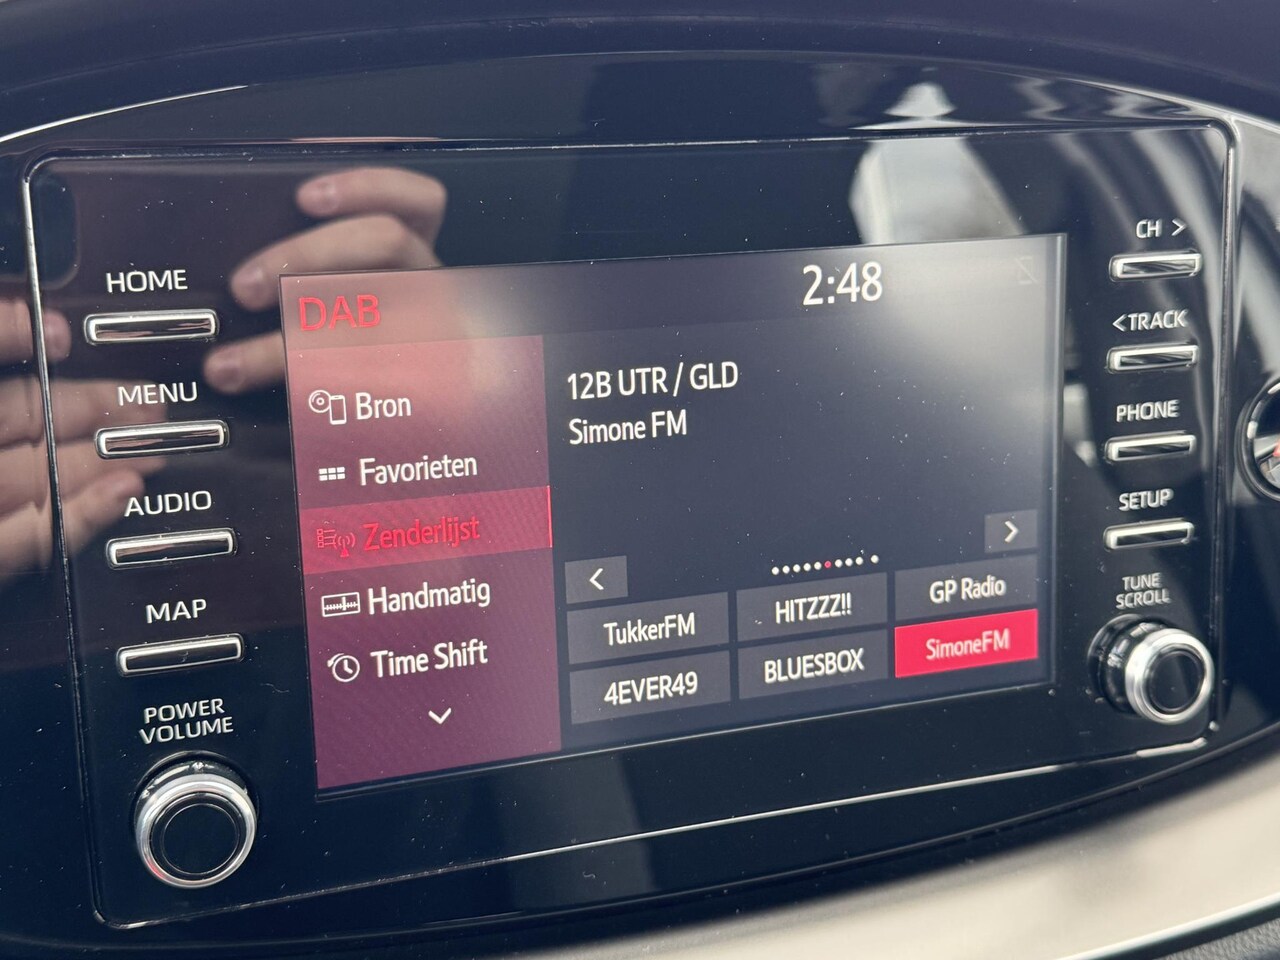 HOME
MENU
AUDIO
MAP
POWER
VOLUME
DAB
2:48
Bron
Favorieten
Zenderlijst
Handmatig
Time Shift
12B UTR / GLD
Simone FM
TukkerFM
HITZZZ!!
GP Radio
4EVER49
BLUESBOX
SimoneFM
CH >
<TRACK
PHONE
SETUP
TUNE
SCROLL